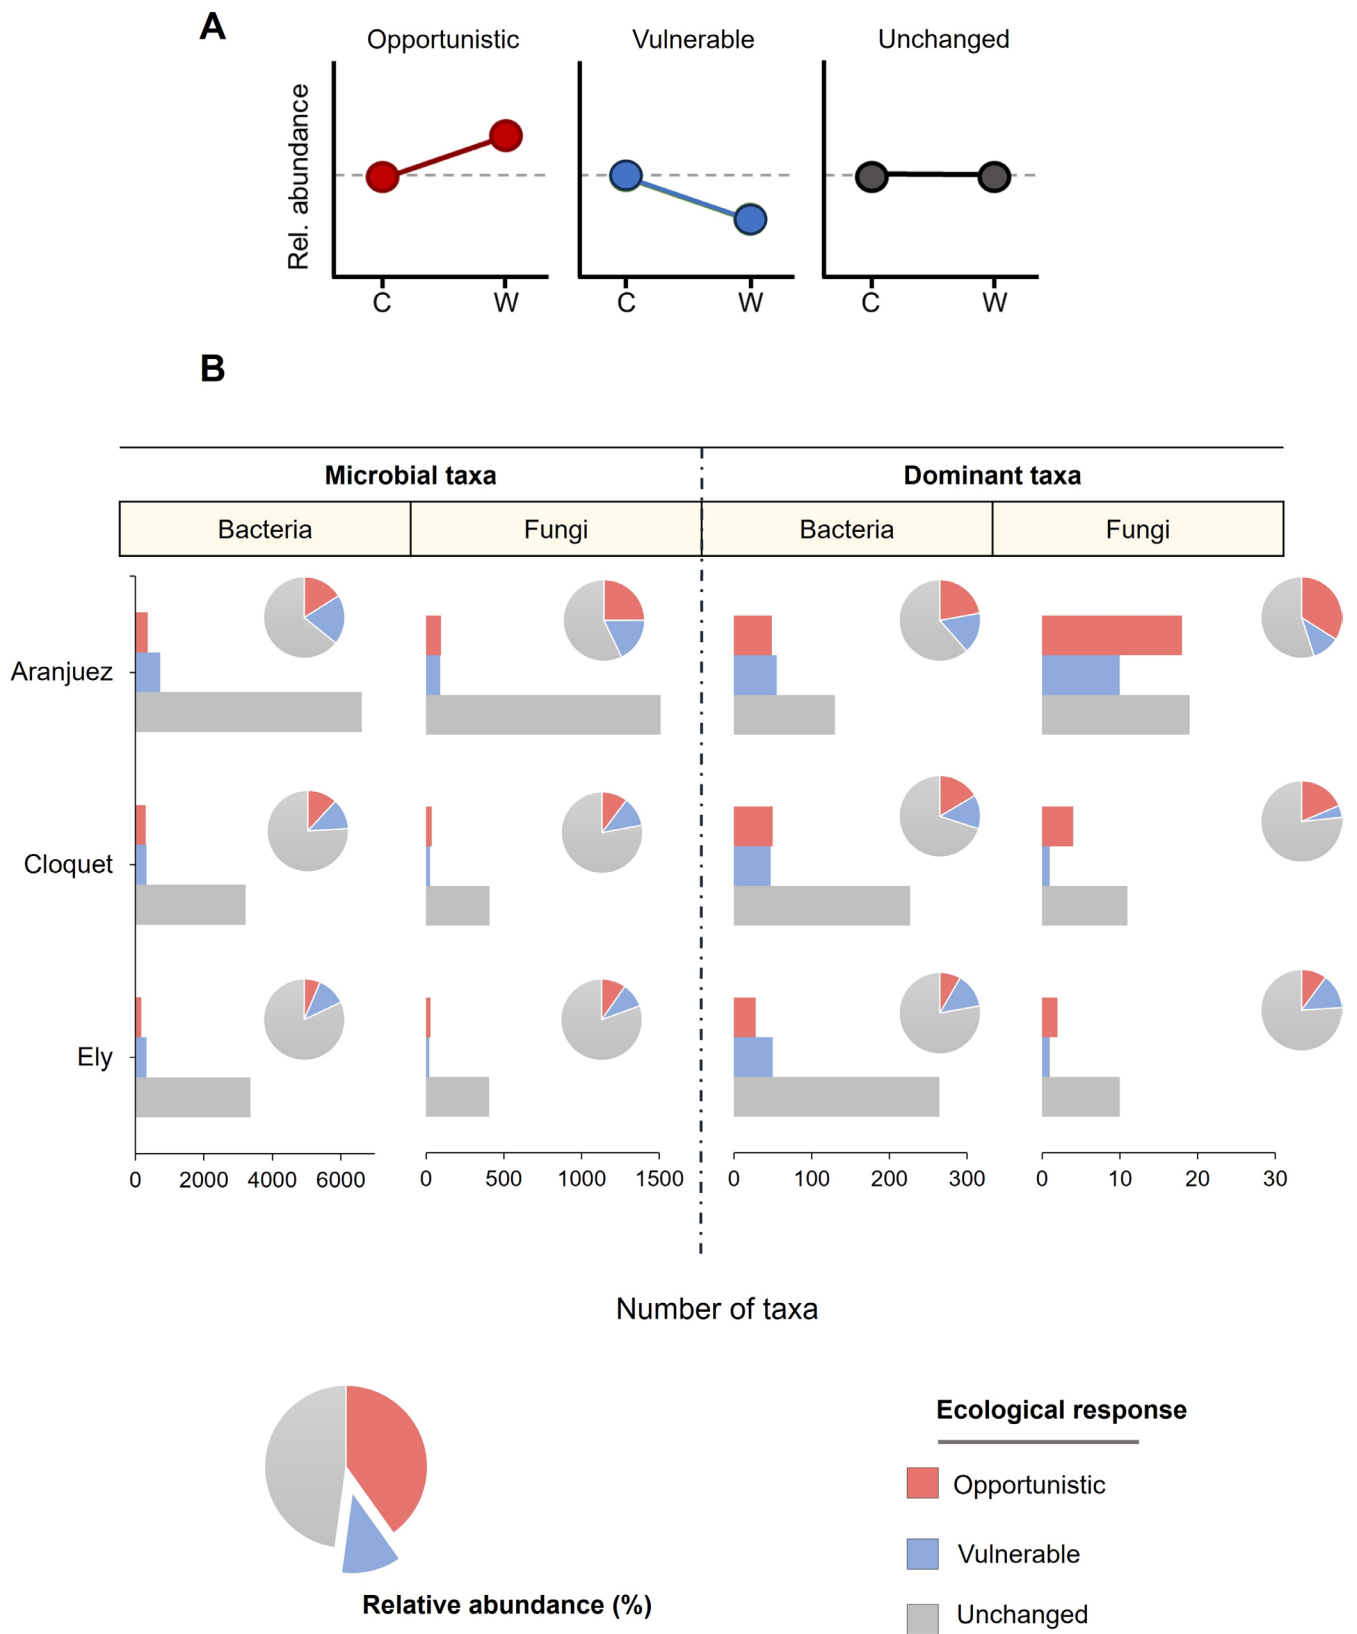 A
Opportunistic Vulnerable Unchanged
Rel. abundance
C W C W C W
B
Microbial taxa Dominant taxa
Bacteria Fungi Bacteria Fungi
Aranjuez
Cloquet
Ely
0 2000 4000 6000 0 500 1000 1500 0 100 200 300 0 10 20 30
Number of taxa
Ecological response
Opportunistic
Vulnerable
Relative abundance (%)
Unchanged